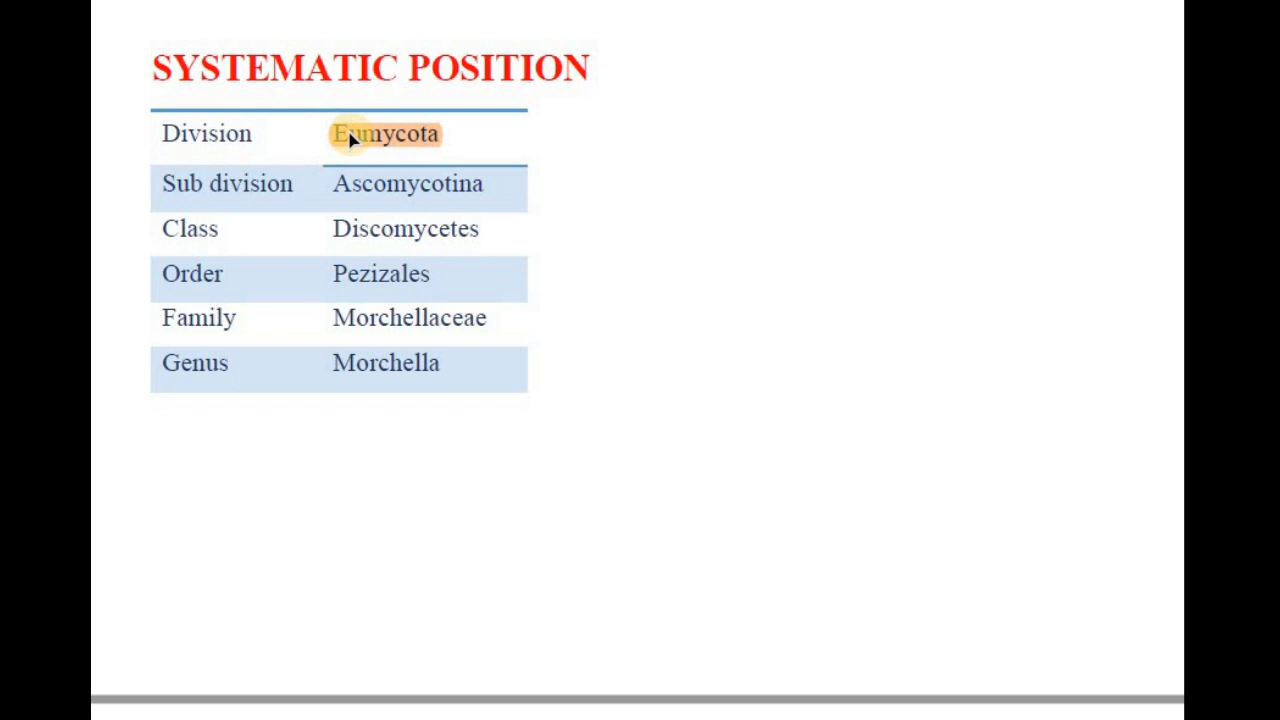 SYSTEMATIC POSITION
Division Eumycota
Sub division Ascomycotina
Class Discomycetes
Order Pezizales
Family Morchellaceae
Genus Morchella